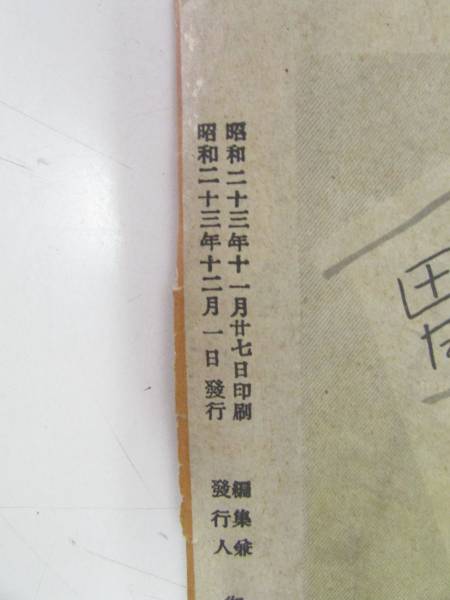 昭和二十三年十一月廿七日印刷
昭和二十三年十二月一日發行
編集兼
發行人